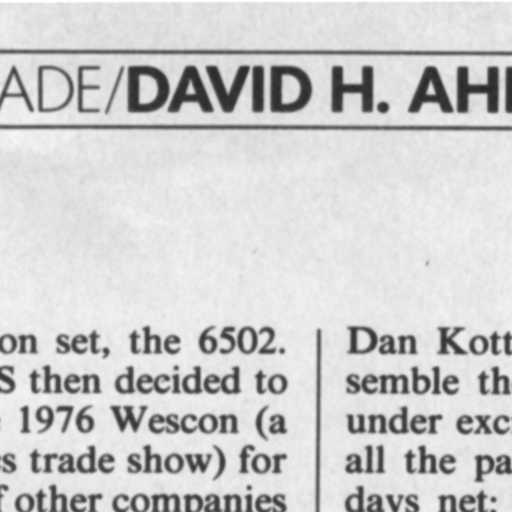 ADE/DAVID H. AH
on set, the 6502.
S then decided to
1976 Wescon (a
s trade show) for
f other companies
Dan Kott
semble th
under exc
all the pa
days net;